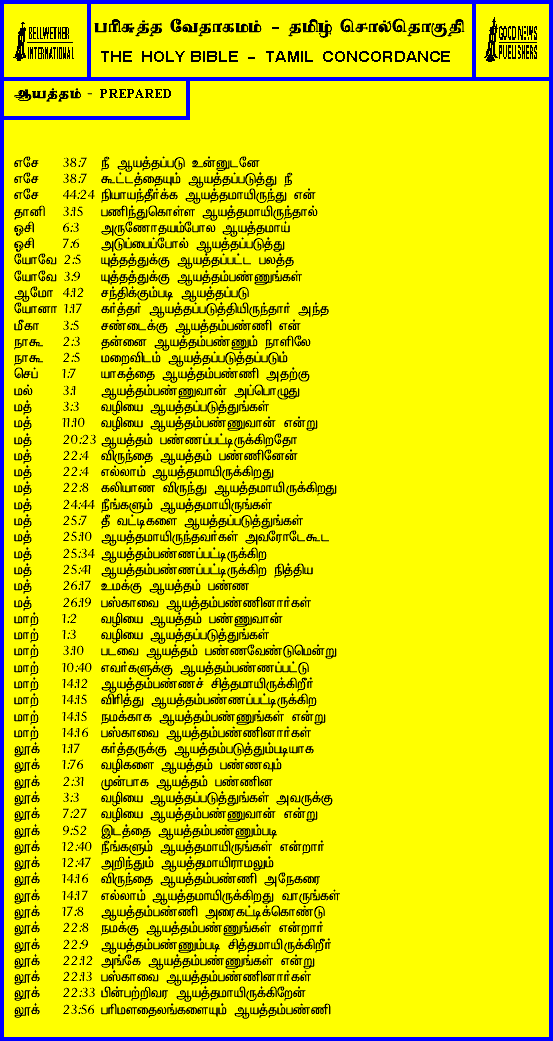 BELLWETHER
INTERNATIONAL
பரிசுத்த வேதாகமம் - தமிழ் சொல்தொகுதி
THE HOLY BIBLE - TAMIL CONCORDANCE
GOOD NEWS
PUBLISHERS
ஆயத்தம் - PREPARED
எசே 38:7 நீ ஆயத்தப்படு உன்னுடனே
எசே 38:7 கூட்டத்தையும் ஆயத்தப்படுத்து நீ
எசே 44:24 நியாயந்தீர்க்க ஆயத்தமாயிருந்து என்
தானி 3:15 பணிந்துகொள்ள ஆயத்தமாயிருந்தால்
ஓசி 6:3 அருணோதயம்போல ஆயத்தமாய்
ஓசி 7:6 அடுப்பைப்போல் ஆயத்தப்படுத்து
யோவே 2:5 யுத்தத்துக்கு ஆயத்தப்பட்ட பலத்த
யோவே 3:9 யுத்தத்துக்கு ஆயத்தம்பண்ணுங்கள்
ஆமோ 4:12 சந்திக்கும்படி ஆயத்தப்படு
யோனா 1:17 கர்த்தர் ஆயத்தப்படுத்தியிருந்தார் அந்த
மீகா 3:5 சண்டைக்கு ஆயத்தம்பண்ணி என்
நாகூ 2:3 தன்னை ஆயத்தம்பண்ணும் நாளிலே
நாகூ 2:5 மறைவிடம் ஆயத்தப்படுத்தப்படும்
செப் 1:7 யாகத்தை ஆயத்தம்பண்ணி அதற்கு
மல் 3:1 ஆயத்தம்பண்ணுவான் அப்பொழுது
மத் 3:3 வழியை ஆயத்தப்படுத்துங்கள்
மத் 11:10 வழியை ஆயத்தம்பண்ணுவான் என்று
மத் 20:23 ஆயத்தம் பண்ணப்பட்டிருக்கிறதோ
மத் 22:4 விருந்தை ஆயத்தம் பண்ணினேன்
மத் 22:4 எல்லாம் ஆயத்தமாயிருக்கிறது
மத் 22:8 கலியாண விருந்து ஆயத்தமாயிருக்கிறது
மத் 24:44 நீங்களும் ஆயத்தமாயிருங்கள்
மத் 25:7 தீ வட்டிகளை ஆயத்தப்படுத்துங்கள்
மத் 25:10 ஆயத்தமாயிருந்தவர்கள் அவரோடேகூட
மத் 25:34 ஆயத்தம்பண்ணப்பட்டிருக்கிற
மத் 25:41 ஆயத்தம்பண்ணப்பட்டிருக்கிற நித்திய
மத் 26:17 உமக்கு ஆயத்தம் பண்ண
மத் 26:19 பஸ்காவை ஆயத்தம்பண்ணினார்கள்
மாற் 1:2 வழியை ஆயத்தம் பண்ணுவான்
மாற் 1:3 வழியை ஆயத்தப்படுத்துங்கள்
மாற் 3:10 படவை ஆயத்தம் பண்ணவேண்டுமென்று
மாற் 10:40 எவர்களுக்கு ஆயத்தம்பண்ணப்பட்டு
மாற் 14:12 ஆயத்தம்பண்ணச் சித்தமாயிருக்கிறீர்
மாற் 14:15 விரித்து ஆயத்தம்பண்ணப்பட்டிருக்கிற
மாற் 14:15 நமக்காக ஆயத்தம்பண்ணுங்கள் என்று
மாற் 14:16 பஸ்காவை ஆயத்தம்பண்ணினார்கள்
லூக் 1:17 கர்த்தருக்கு ஆயத்தம்படுத்தும்படியாக
லூக் 1:76 வழிகளை ஆயத்தம் பண்ணவும்
லூக் 2:31 முன்பாக ஆயத்தம் பண்ணின
லூக் 3:3 வழியை ஆயத்தப்படுத்துங்கள் அவருக்கு
லூக் 7:27 வழியை ஆயத்தம்பண்ணுவான் என்று
லூக் 9:52 இடத்தை ஆயத்தம்பண்ணும்படி
லூக் 12:40 நீங்களும் ஆயத்தமாயிருங்கள் என்றார்
லூக் 12:47 அறிந்தும் ஆயத்தமாயிராமலும்
லூக் 14:16 விருந்தை ஆயத்தம்பண்ணி அநேகரை
லூக் 14:17 எல்லாம் ஆயத்தமாயிருக்கிறது வாருங்கள்
லூக் 17:8 ஆயத்தம்பண்ணி அரைகட்டிக்கொண்டு
லூக் 22:8 நமக்கு ஆயத்தம்பண்ணுங்கள் என்றார்
லூக் 22:9 ஆயத்தம்பண்ணும்படி சித்தமாயிருக்கிறீர்
லூக் 22:12 அங்கே ஆயத்தம்பண்ணுங்கள் என்று
லூக் 22:13 பஸ்காவை ஆயத்தம்பண்ணினார்கள்
லூக் 22:33 பின்பற்றிவர ஆயத்தமாயிருக்கிறேன்
லூக் 23:56 பரிமளதைலங்களையும் ஆயத்தம்பண்ணி